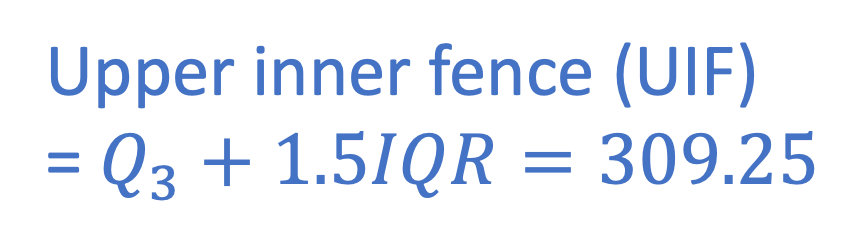 Upper inner fence (UIF)
= Q₃ + 1.5IQR = 309.25